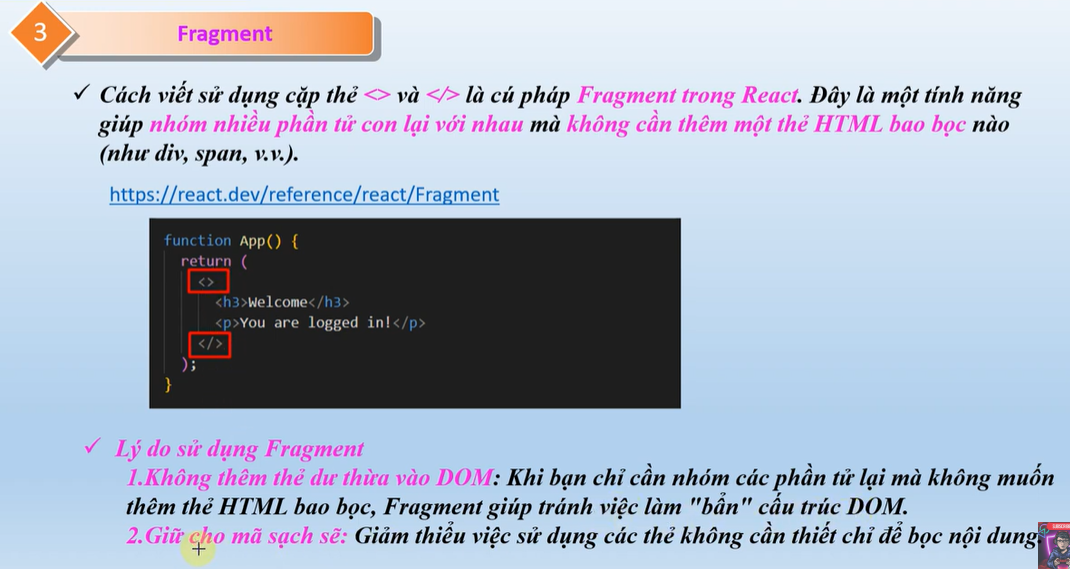 3
Fragment
✓ Cách viết sử dụng cặp thẻ <> và </> là cú pháp Fragment trong React. Đây là một tính năng
giúp nhóm nhiều phần tử con lại với nhau mà không cần thêm một thẻ HTML bao bọc nào
(như div, span, v.v.).
https://react.dev/reference/react/Fragment
function App() {
return (
<>
<h3>Welcome</h3>
<p>You are logged in!</p>
</>
);
}
✓ Lý do sử dụng Fragment
1.Không thêm thẻ dư thừa vào DOM: Khi bạn chỉ cần nhóm các phần tử lại mà không muốn
thêm thẻ HTML bao bọc, Fragment giúp tránh việc làm "bẩn" cấu trúc DOM.
2.Giữ cho mã sạch sẽ: Giảm thiểu việc sử dụng các thẻ không cần thiết chỉ để bọc nội dung.